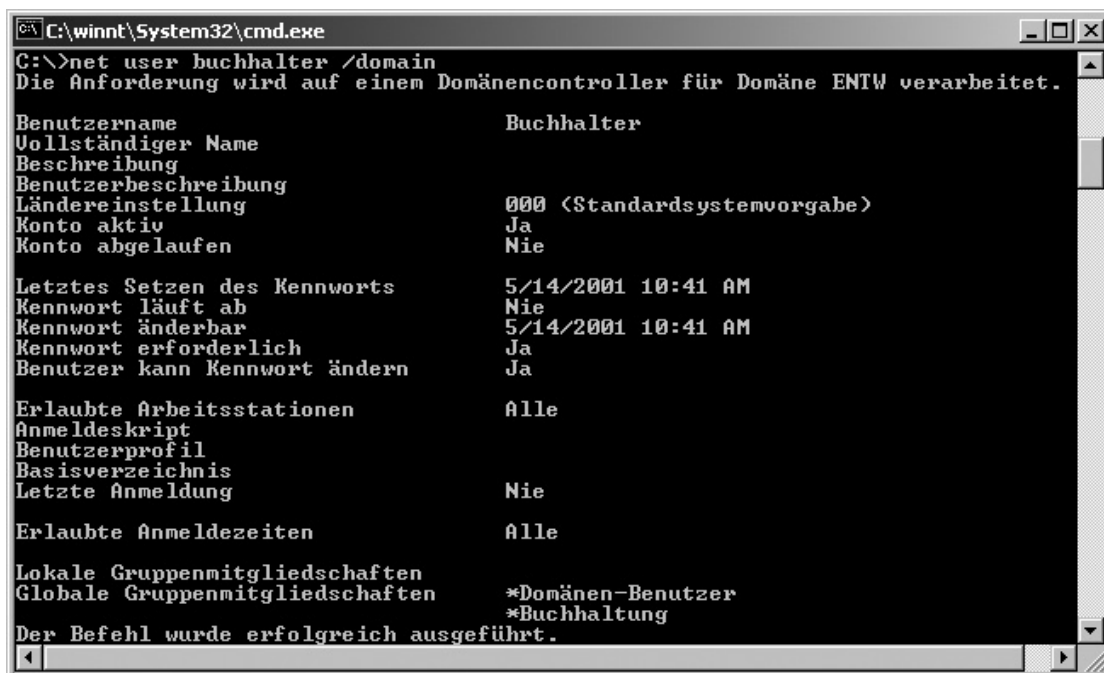 C:\winnt\System32\cmd.exe
C:\>net user buchhalter /domain
Die Anforderung wird auf einem Domänencontroller für Domäne ENTW verarbeitet.
Benutzername Buchhalter
Vollständiger Name
Beschreibung
Benutzerbeschreibung
Ländereinstellung 000 (Standardsystemvorgabe)
Konto aktiv Ja
Konto abgelaufen Nie
Letztes Setzen des Kennworts 5/14/2001 10:41 AM
Kennwort läuft ab Nie
Kennwort änderbar 5/14/2001 10:41 AM
Kennwort erforderlich Ja
Benutzer kann Kennwort ändern Ja
Erlaubte Arbeitsstationen Alle
Anmeldeskript
Benutzerprofil
Basisverzeichnis
Letzte Anmeldung Nie
Erlaubte Anmeldezeiten Alle
Lokale Gruppenmitgliedschaften
Globale Gruppenmitgliedschaften *Domänen-Benutzer
*Buchhaltung
Der Befehl wurde erfolgreich ausgeführt.